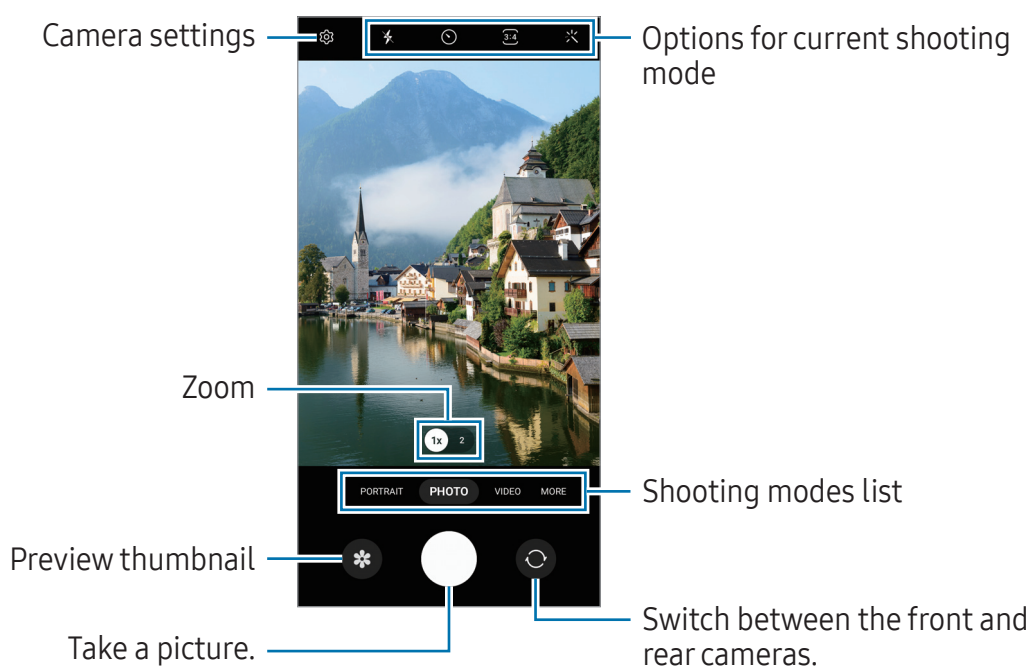 Camera settings
3:4
Options for current shooting
mode
Zoom
1x 2
PORTRAIT PHOTO VIDEO MORE
Shooting modes list
Preview thumbnail
Take a picture.
Switch between the front and
rear cameras.